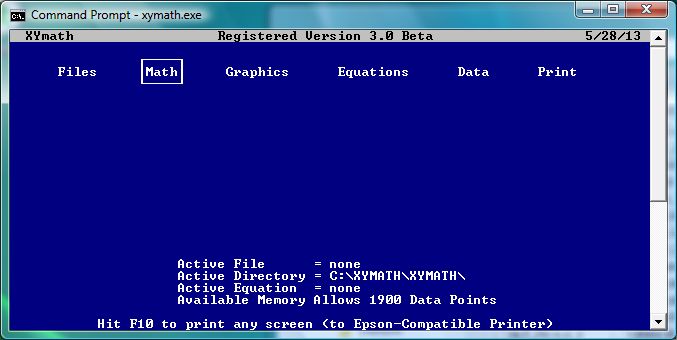 Command Prompt - xymath.exe
XYmath Registered Version 3.0 Beta 5/28/13
Files Math Graphics Equations Data Print
Active File = none
Active Directory = C:\XYMATH\XYMATH\
Active Equation = none
Available Memory Allows 1900 Data Points
Hit F10 to print any screen (to Epson-Compatible Printer)